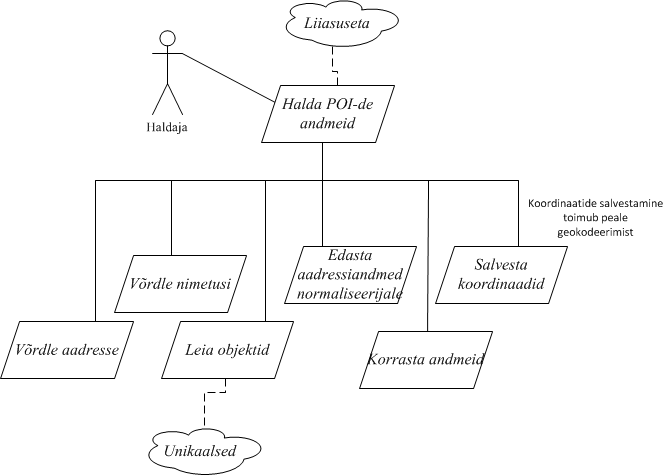 Liiasuseta
Haldaja
Halda POI-de
andmeid
Koordinaatide salvestamine
toimub peale
geokodeerimist
Võrdle nimetusi
Edasta
aadressiandmed
normaliseerijale
Salvesta
koordinaadid
Võrdle aadresse
Leia objektid
Korrasta andmeid
Unikaalsed